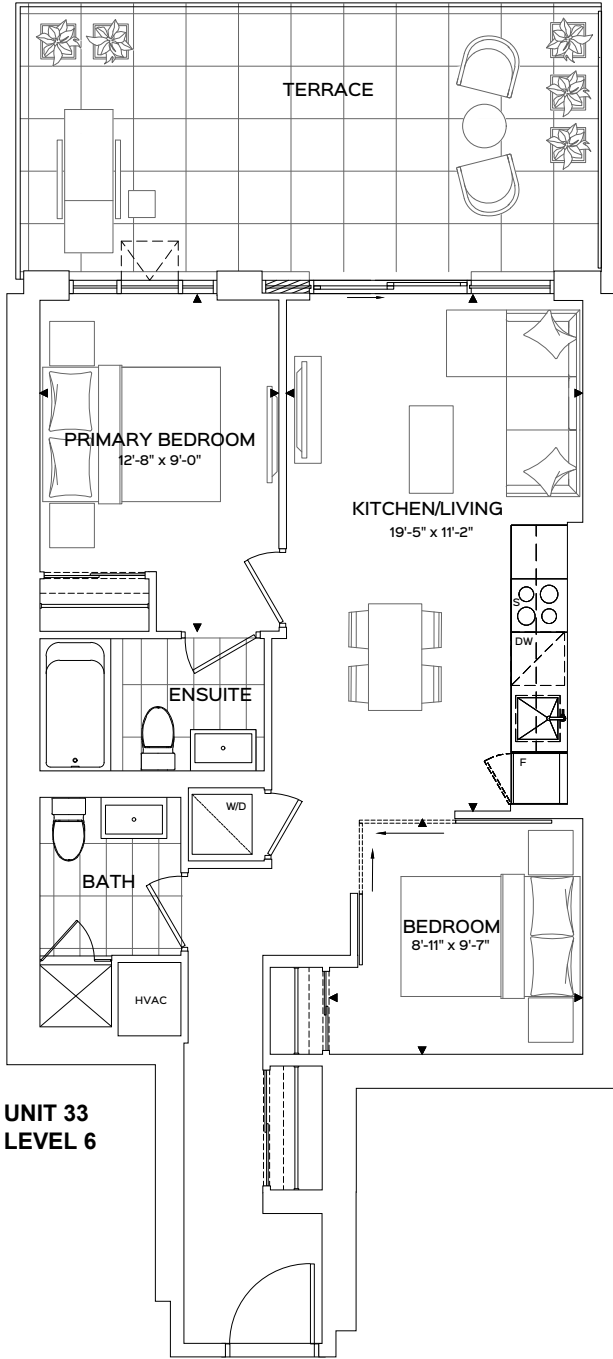 TERRACE
PRIMARY BEDROOM
12'-8" x 9'-0"
KITCHEN/LIVING
19'-5" x 11'-2"
S
DW
ENSUITE
F
W/D
BATH
BEDROOM
8'-11" x 9'-7"
HVAC
UNIT 33
LEVEL 6